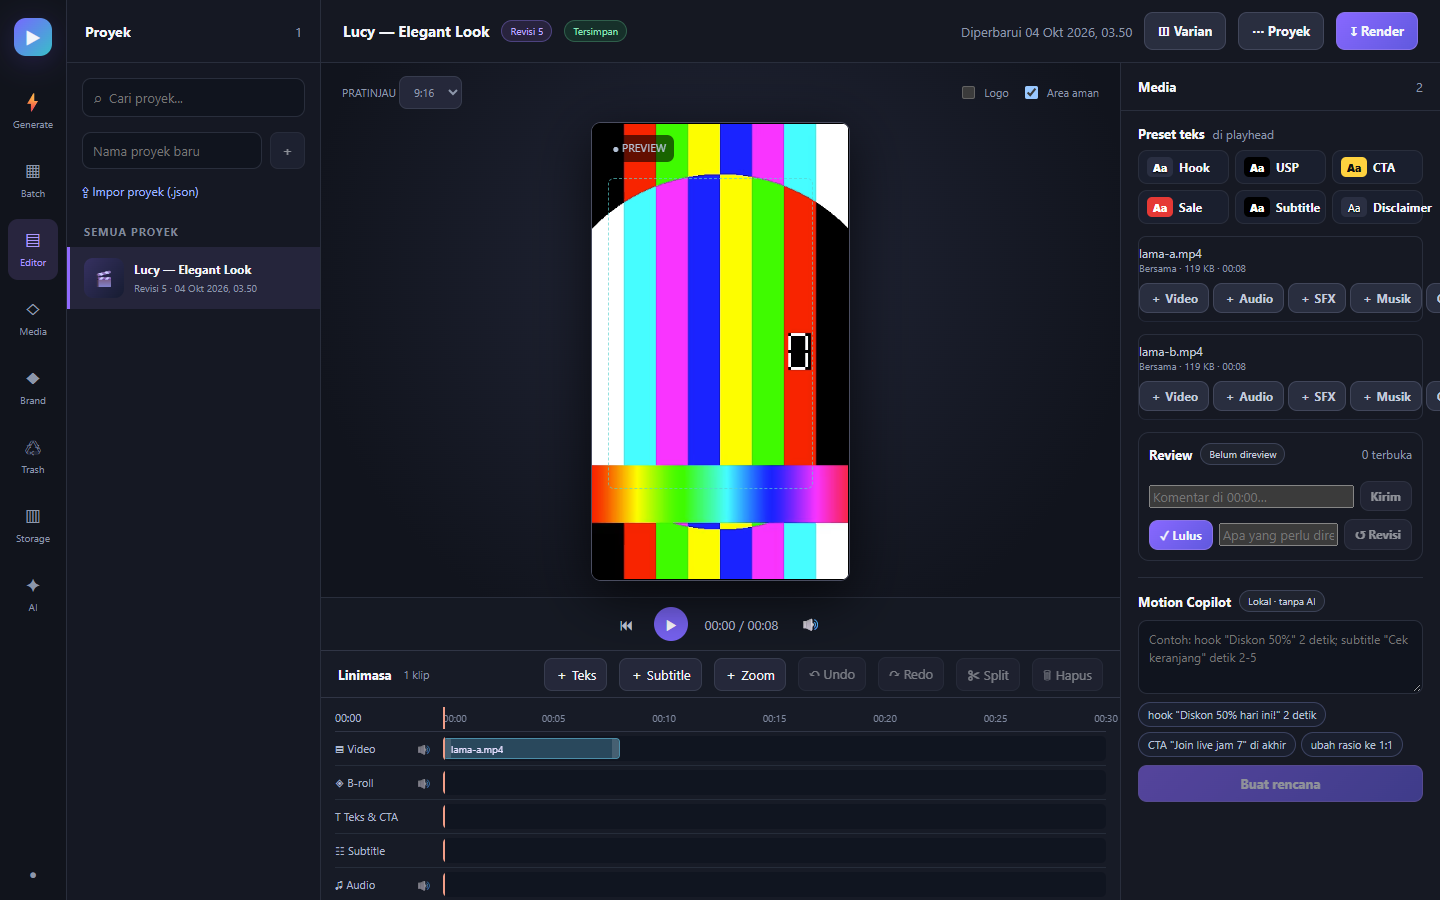 Generate
Batch
Editor
Media
Brand
Trash
Storage
AI
Proyek 1
Cari proyek...
Nama proyek baru +
Impor proyek (.json)
SEMUA PROYEK
Lucy — Elegant Look
Revisi 5 · 04 Okt 2026, 03.50
Lucy — Elegant Look Revisi 5 Tersimpan
Diperbarui 04 Okt 2026, 03.50 Varian ··· Proyek Render
PRATINJAU 9:16 Logo Area aman
● PREVIEW
00:00 / 00:08
Linimasa 1 klip + Teks + Subtitle + Zoom Undo Redo Split Hapus
00:00 00:00 00:05 00:10 00:15 00:20 00:25 00:30
Video lama-a.mp4
B-roll
T Teks & CTA
Subtitle
Audio
Media 2
Preset teks di playhead
Aa Hook Aa USP Aa CTA
Aa Sale Aa Subtitle Aa Disclaimer
lama-a.mp4
Bersama · 119 KB · 00:08
+ Video + Audio + SFX + Musik
lama-b.mp4
Bersama · 119 KB · 00:08
+ Video + Audio + SFX + Musik
Review Belum direview 0 terbuka
Komentar di 00:00... Kirim
✓ Lulus Apa yang perlu dire ↺ Revisi
Motion Copilot Lokal · tanpa AI
Contoh: hook "Diskon 50%" 2 detik; subtitle "Cek
keranjang" detik 2-5
hook "Diskon 50% hari ini!" 2 detik
CTA "Join live jam 7" di akhir ubah rasio ke 1:1
Buat rencana